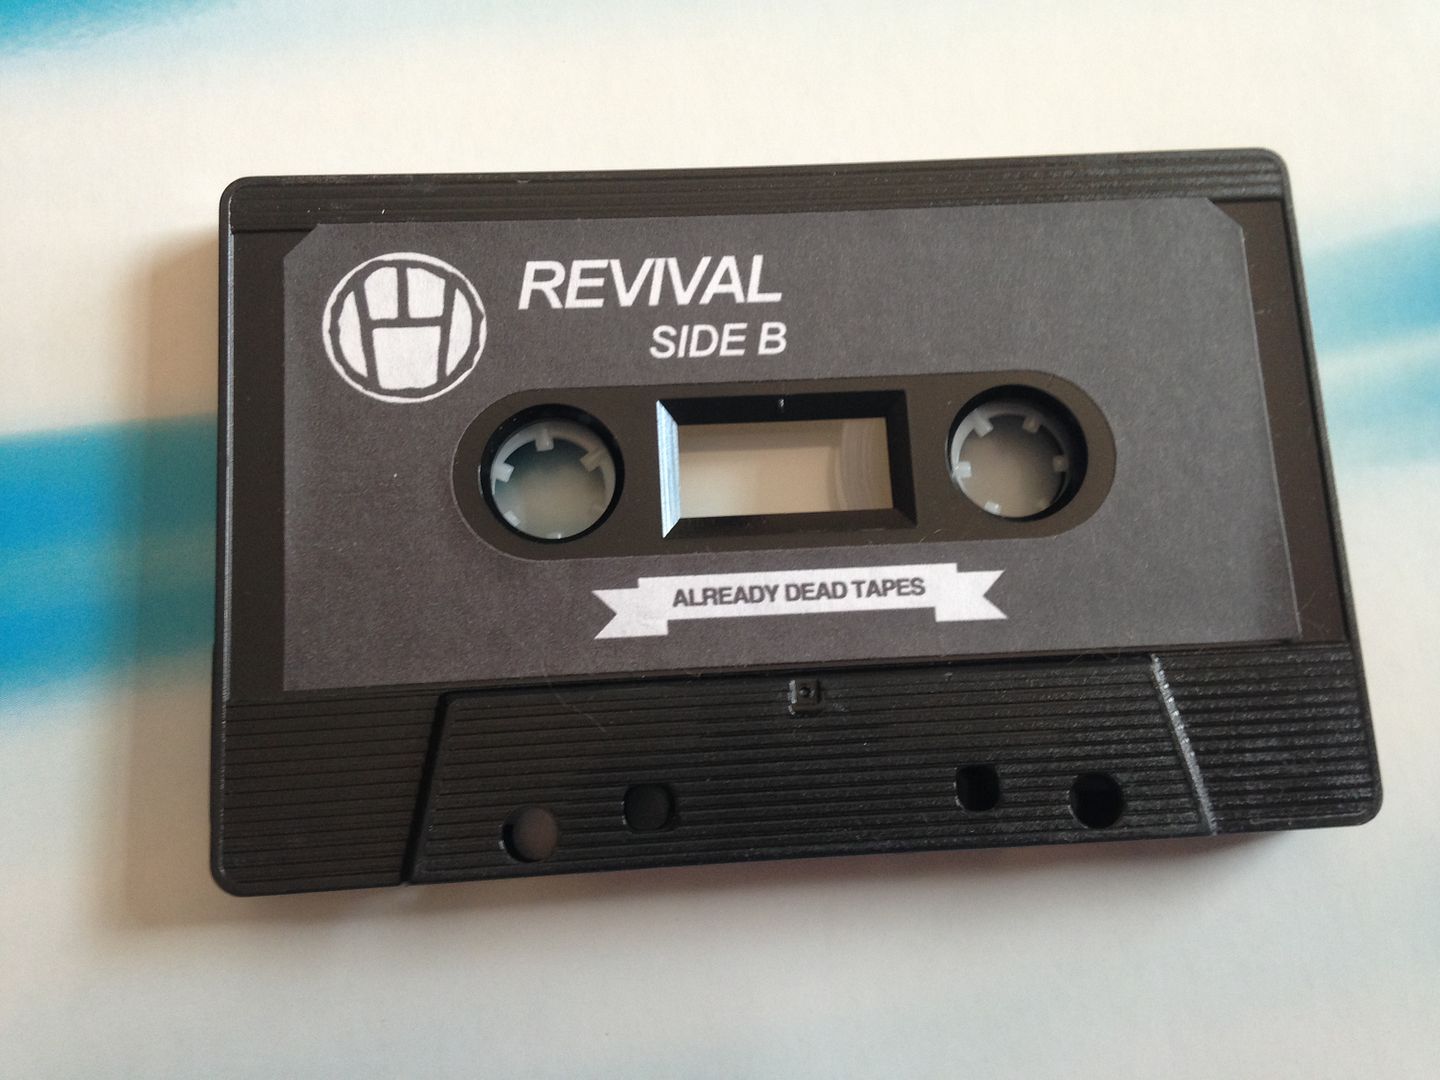 REVIVAL
SIDE B
ALREADY DEAD TAPES